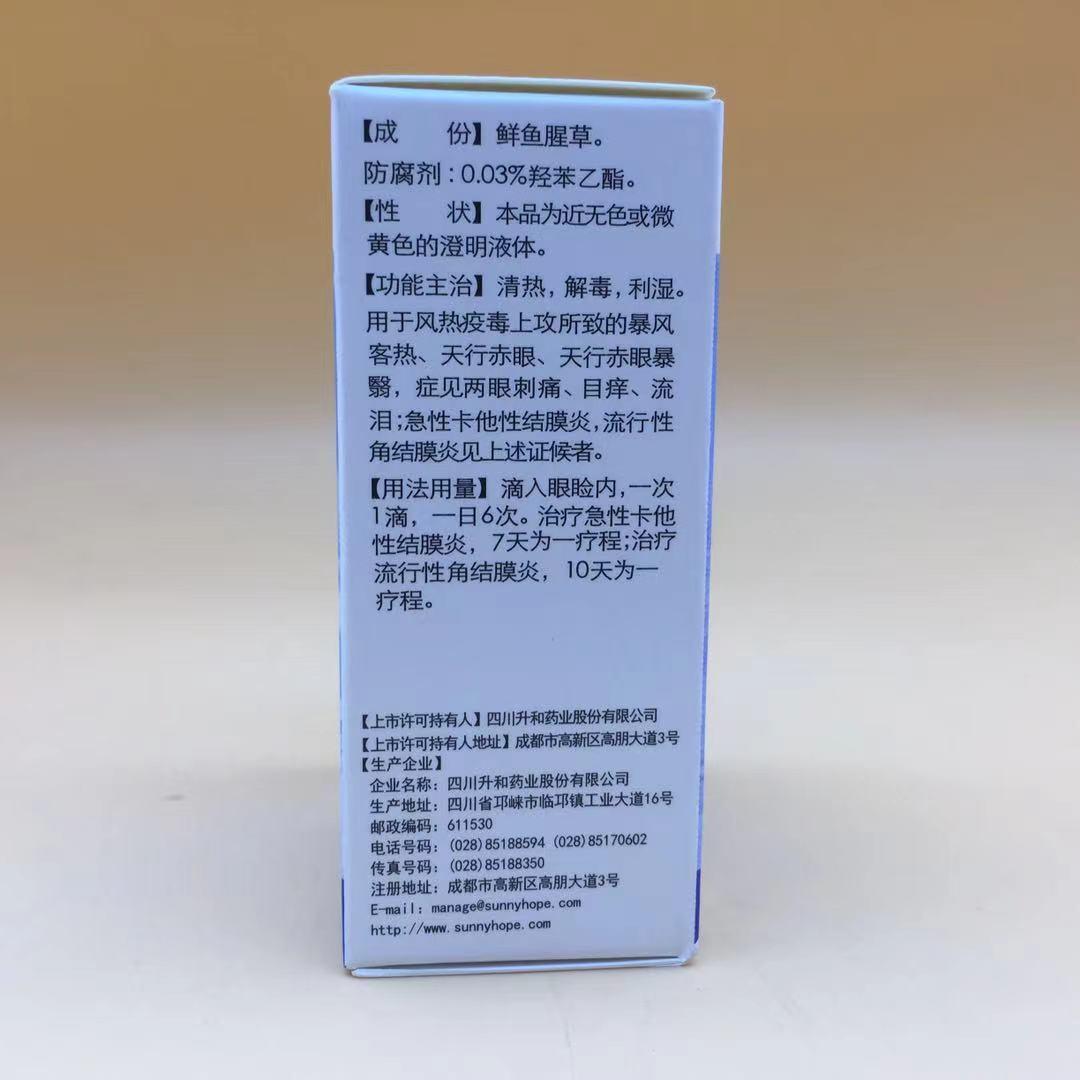 【成　　份】鲜鱼腥草。
防腐剂：0.03%羟苯乙酯。
【性　　状】本品为近无色或微
黄色的澄明液体。
【功能主治】清热，解毒，利湿。
用于风热疫毒上攻所致的暴风
客热、天行赤眼、天行赤眼暴
翳，症见两眼刺痛、目痒、流
泪；急性卡他性结膜炎，流行性
角结膜炎见上述证候者。
【用法用量】滴入眼睑内，一次
1滴，一日6次。治疗急性卡他
性结膜炎，7天为一疗程；治疗
流行性角结膜炎，10天为一
疗程。
【上市许可持有人】四川升和药业股份有限公司
【上市许可持有人地址】成都市高新区高朋大道3号
【生产企业】
企业名称：四川升和药业股份有限公司
生产地址：四川省邛崃市临邛镇工业大道16号
邮政编码：611530
电话号码：(028)85188594 (028)85170602
传真号码：(028)85188350
注册地址：成都市高新区高朋大道3号
E-mail：manage@sunnyhope.com
http://www.sunnyhope.com